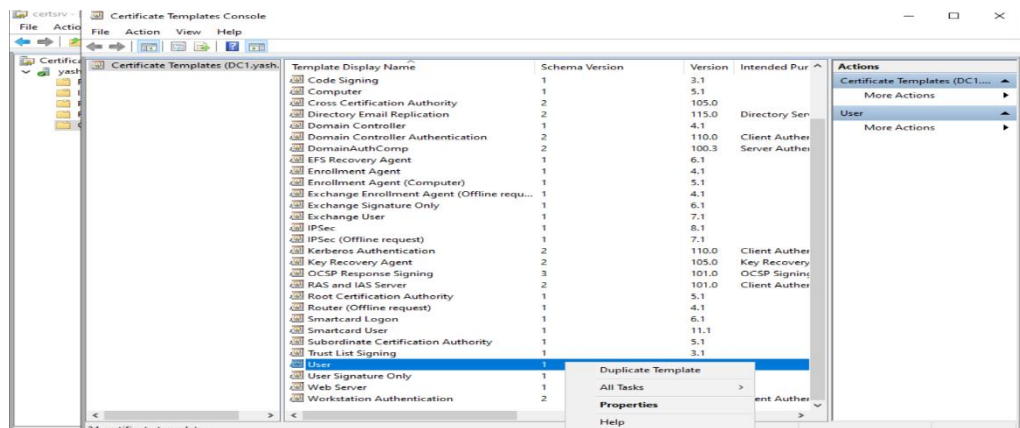 certsrv - [
Certificate Templates Console
File Actio
File Action View Help
Certifica
yash
Certificate Templates (DC1.yash.
Template Display Name Schema Version Version Intended Pur
Code Signing 1 3.1
Computer 1 5.1
Cross Certification Authority 2 105.0
Directory Email Replication 2 115.0 Directory Serv
Domain Controller 1 4.1
Domain Controller Authentication 2 110.0 Client Auther
DomainAuthComp 2 100.3 Server Auther
EFS Recovery Agent 1 6.1
Enrollment Agent 1 4.1
Enrollment Agent (Computer) 1 5.1
Exchange Enrollment Agent (Offline requ... 1 4.1
Exchange Signature Only 1 6.1
Exchange User 1 7.1
IPSec 1 8.1
IPSec (Offline request) 1 7.1
Kerberos Authentication 2 110.0 Client Auther
Key Recovery Agent 2 105.0 Key Recovery
OCSP Response Signing 3 101.0 OCSP Signing
RAS and IAS Server 2 101.0 Client Auther
Root Certification Authority 1 5.1
Router (Offline request) 1 4.1
Smartcard Logon 1 6.1
Smartcard User 1 11.1
Subordinate Certification Authority 1 5.1
Trust List Signing 1 3.1
User 1
User Signature Only 1
Web Server 1
Workstation Authentication 2 ent Auther
Duplicate Template
All Tasks >
Properties
Help
Actions
Certificate Templates (DC1....
More Actions
User
More Actions